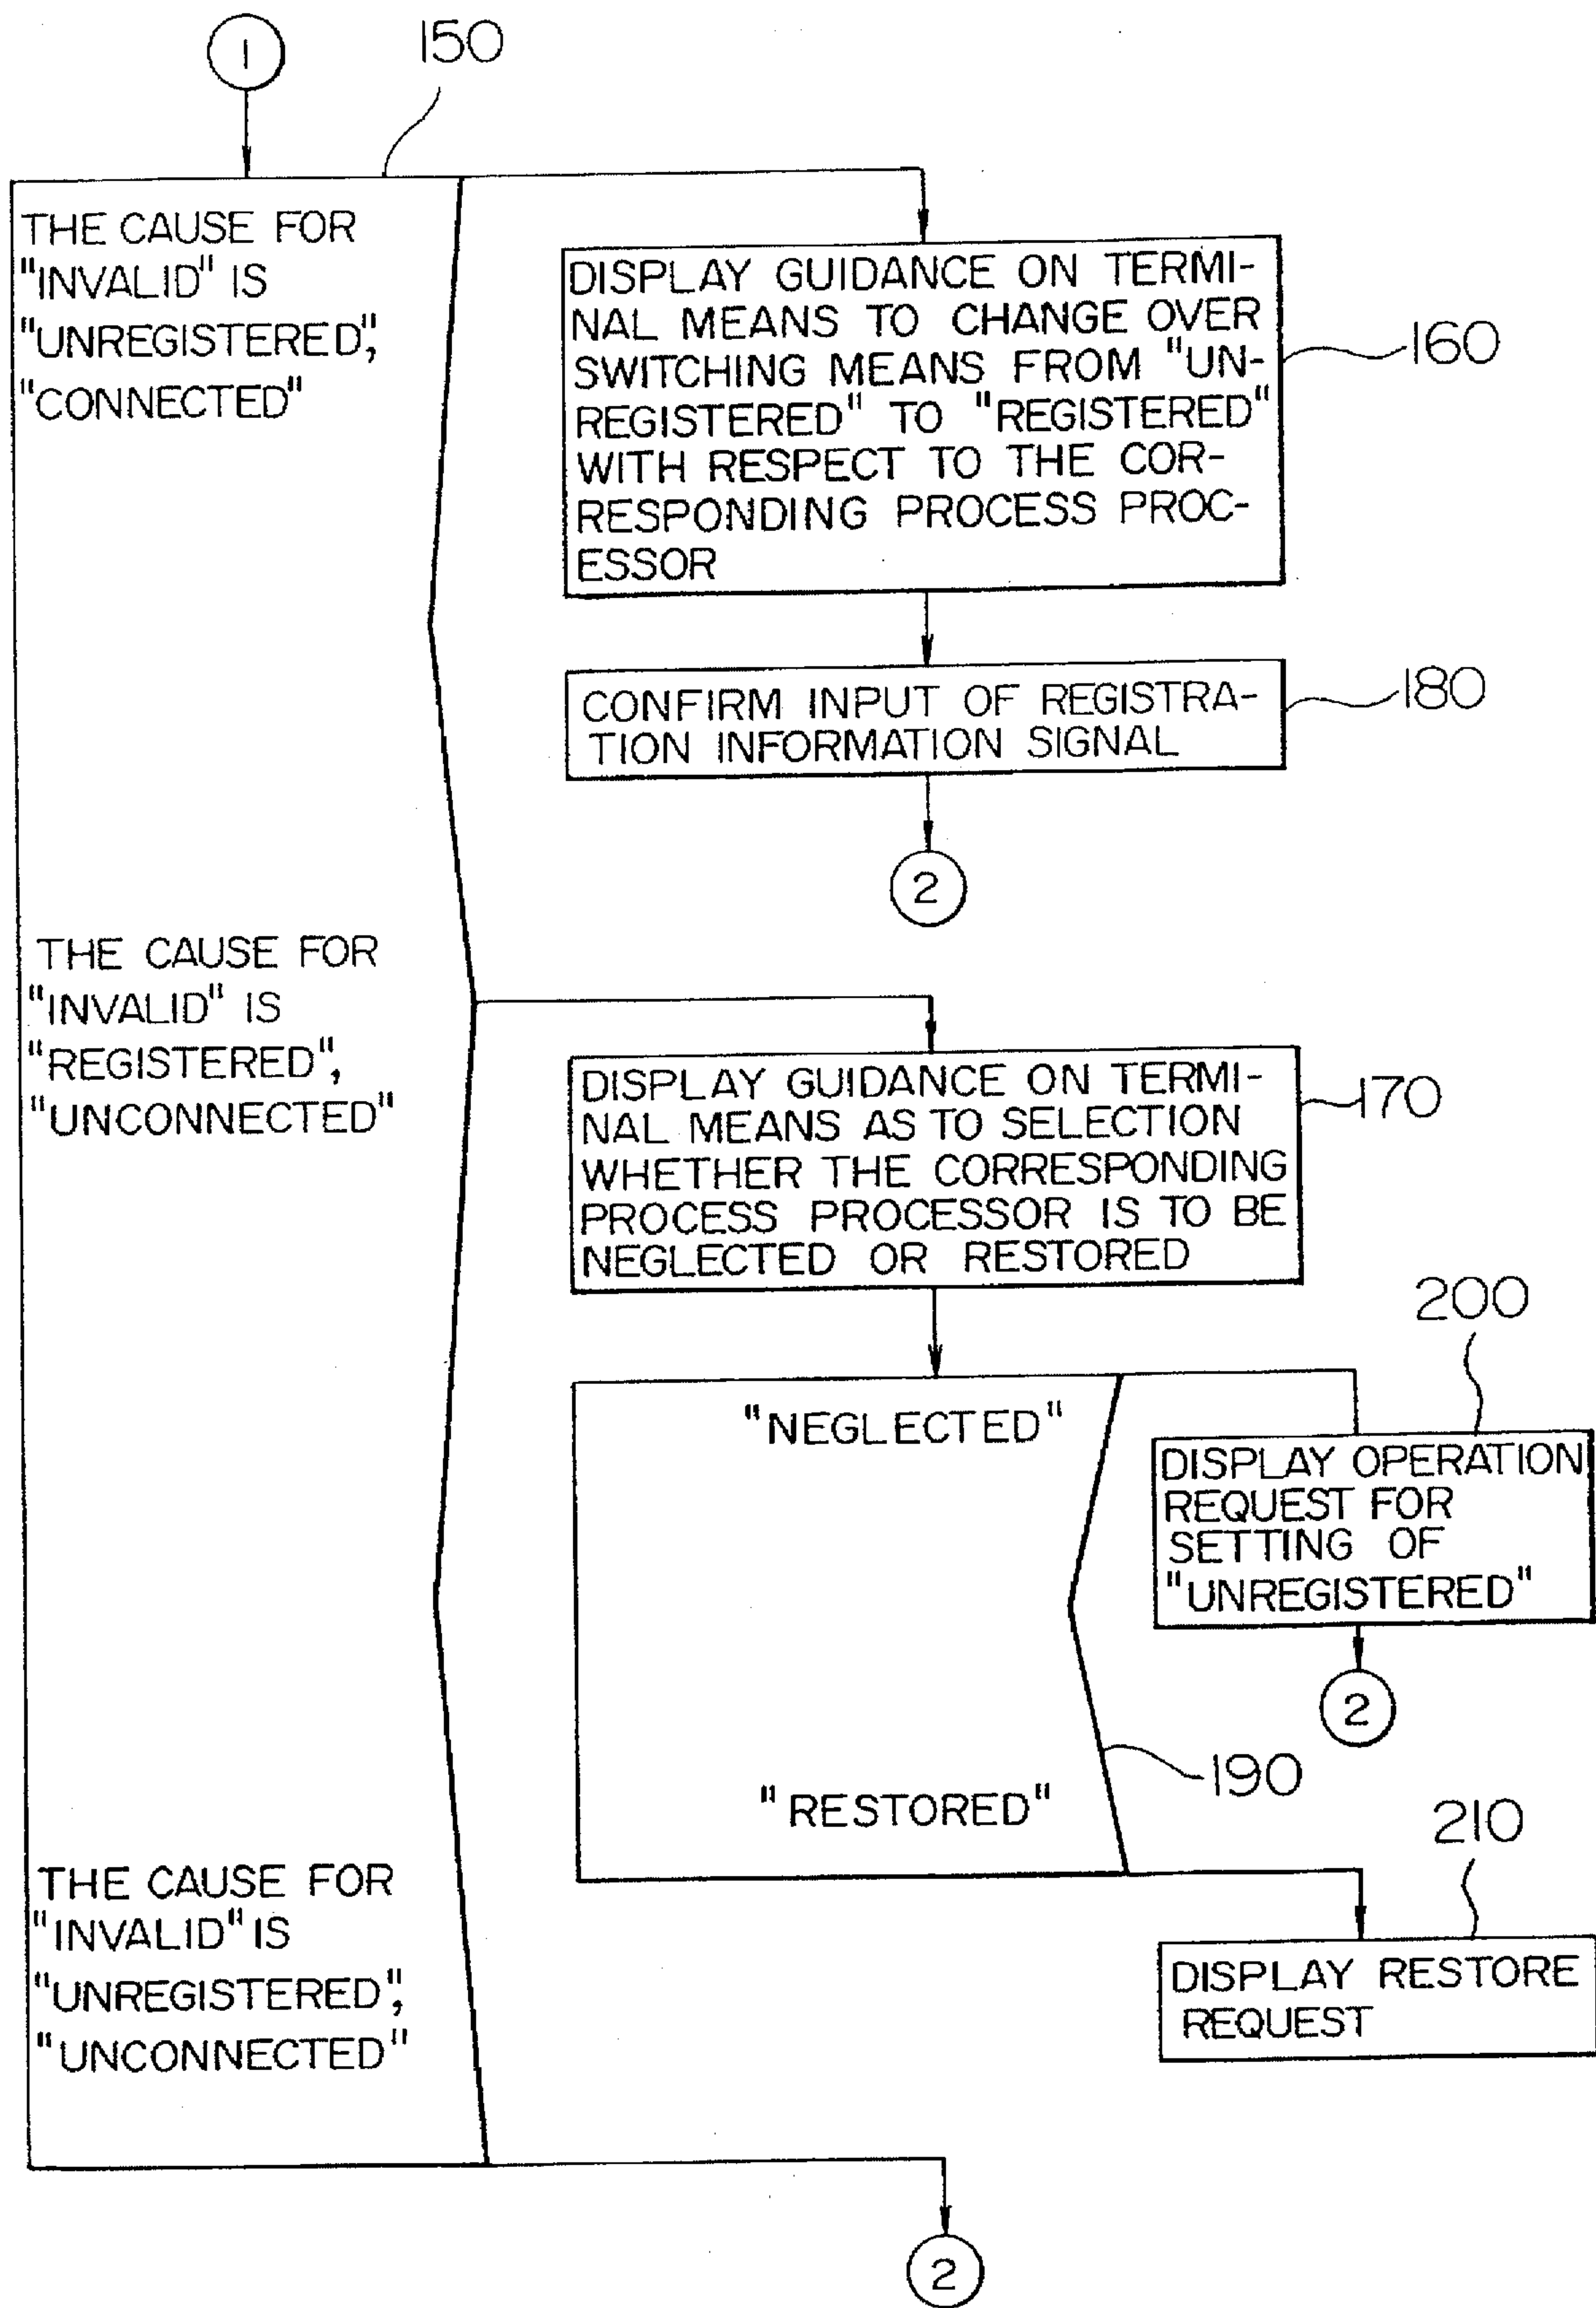 1
150
THE CAUSE FOR
"INVALID" IS
"UNREGISTERED",
"CONNECTED"
DISPLAY GUIDANCE ON TERMI-
NAL MEANS TO CHANGE OVER
SWITCHING MEANS FROM "UN-
REGISTERED" TO "REGISTERED"
WITH RESPECT TO THE COR-
RESPONDING PROCESS PROC-
ESSOR
160
CONFIRM INPUT OF REGISTRA-
TION INFORMATION SIGNAL
180
2
THE CAUSE FOR
"INVALID" IS
"REGISTERED",
"UNCONNECTED"
DISPLAY GUIDANCE ON TERMI-
NAL MEANS AS TO SELECTION
WHETHER THE CORRESPONDING
PROCESS PROCESSOR IS TO BE
NEGLECTED OR RESTORED
170
"NEGLECTED"
200
DISPLAY OPERATION
REQUEST FOR
SETTING OF
"UNREGISTERED"
2
190
"RESTORED"
210
DISPLAY RESTORE
REQUEST
THE CAUSE FOR
"INVALID" IS
"UNREGISTERED",
"UNCONNECTED"
2